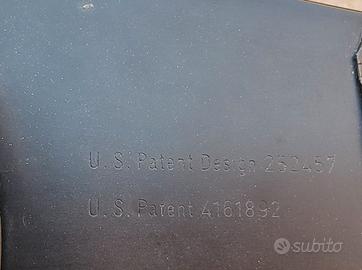 U.S. Patent Design 252457
U.S. Patent 4161892
subito